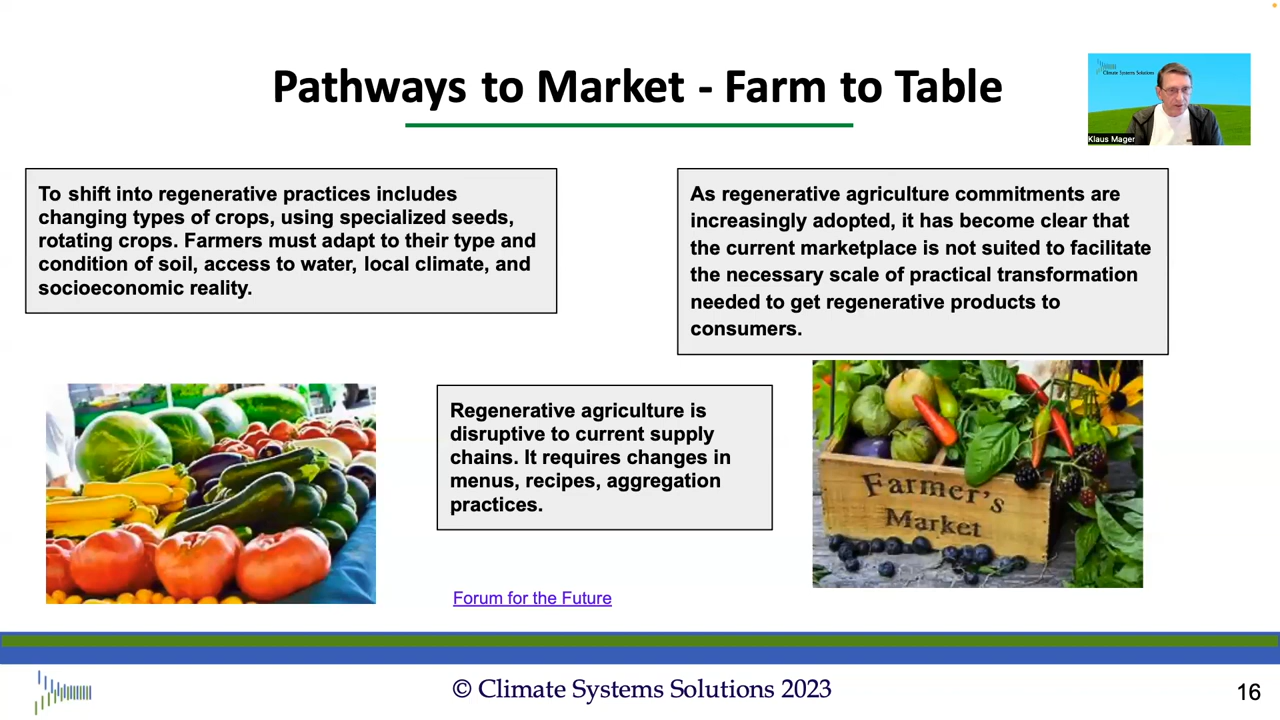 Pathways to Market - Farm to Table
Climate Systems Solutions
Klaus Mager
To shift into regenerative practices includes
changing types of crops, using specialized seeds,
rotating crops. Farmers must adapt to their type and
condition of soil, access to water, local climate, and
socioeconomic reality.
As regenerative agriculture commitments are
increasingly adopted, it has become clear that
the current marketplace is not suited to facilitate
the necessary scale of practical transformation
needed to get regenerative products to
consumers.
Regenerative agriculture is
disruptive to current supply
chains. It requires changes in
menus, recipes, aggregation
practices.
Farmer's
Market
Forum for the Future
© Climate Systems Solutions 2023
16